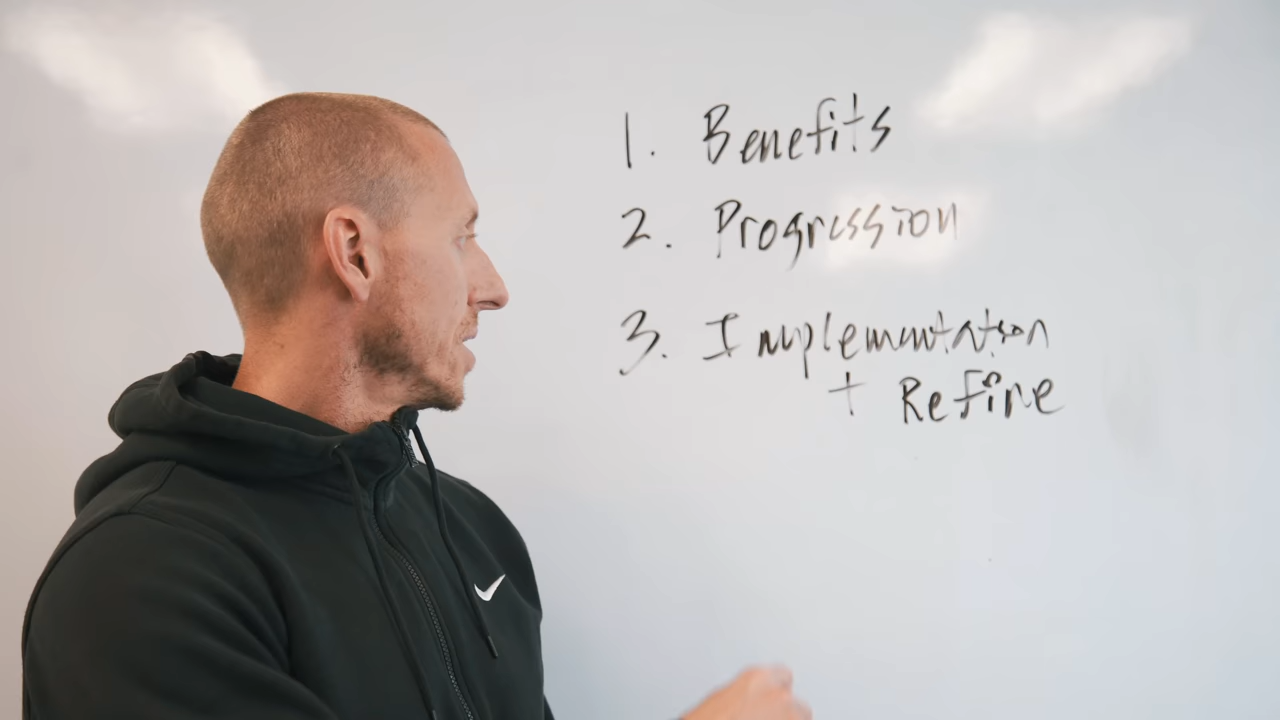 1. Benefits
2. Progression
3. Implementation
+ Refine